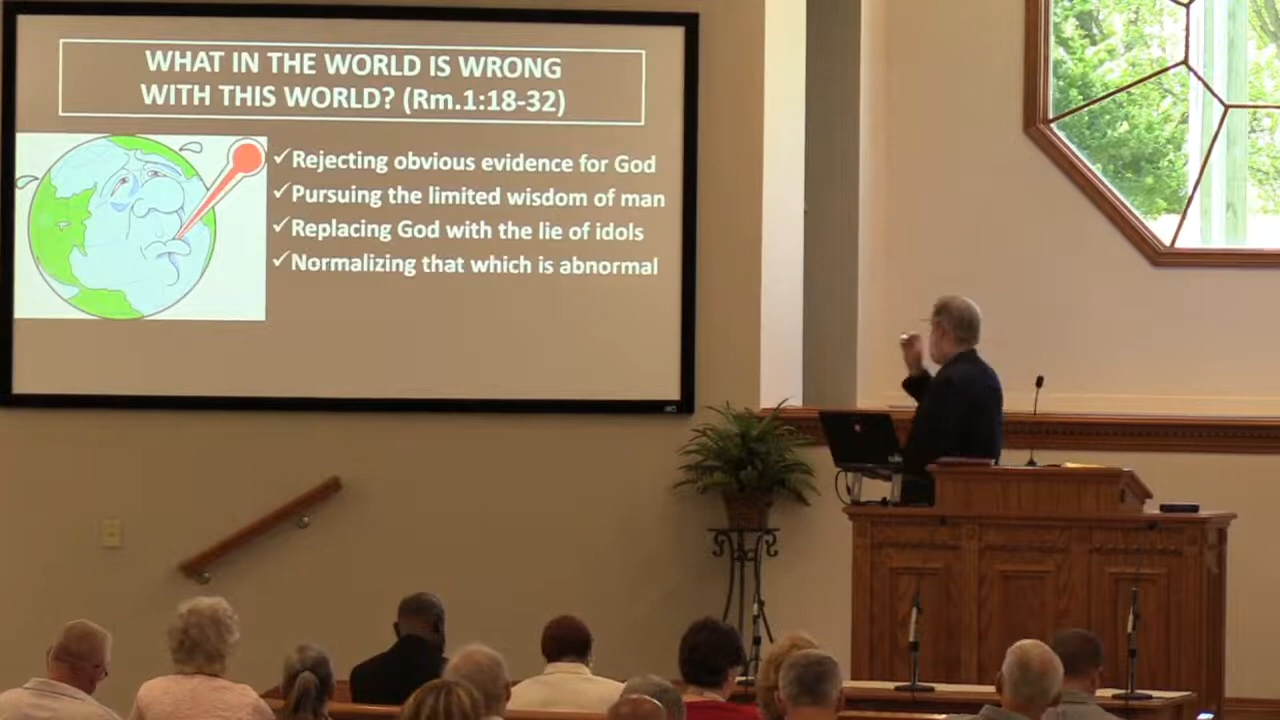 WHAT IN THE WORLD IS WRONG
WITH THIS WORLD? (Rm.1:18-32)
✓Rejecting obvious evidence for God
✓Pursuing the limited wisdom of man
✓Replacing God with the lie of idols
✓Normalizing that which is abnormal